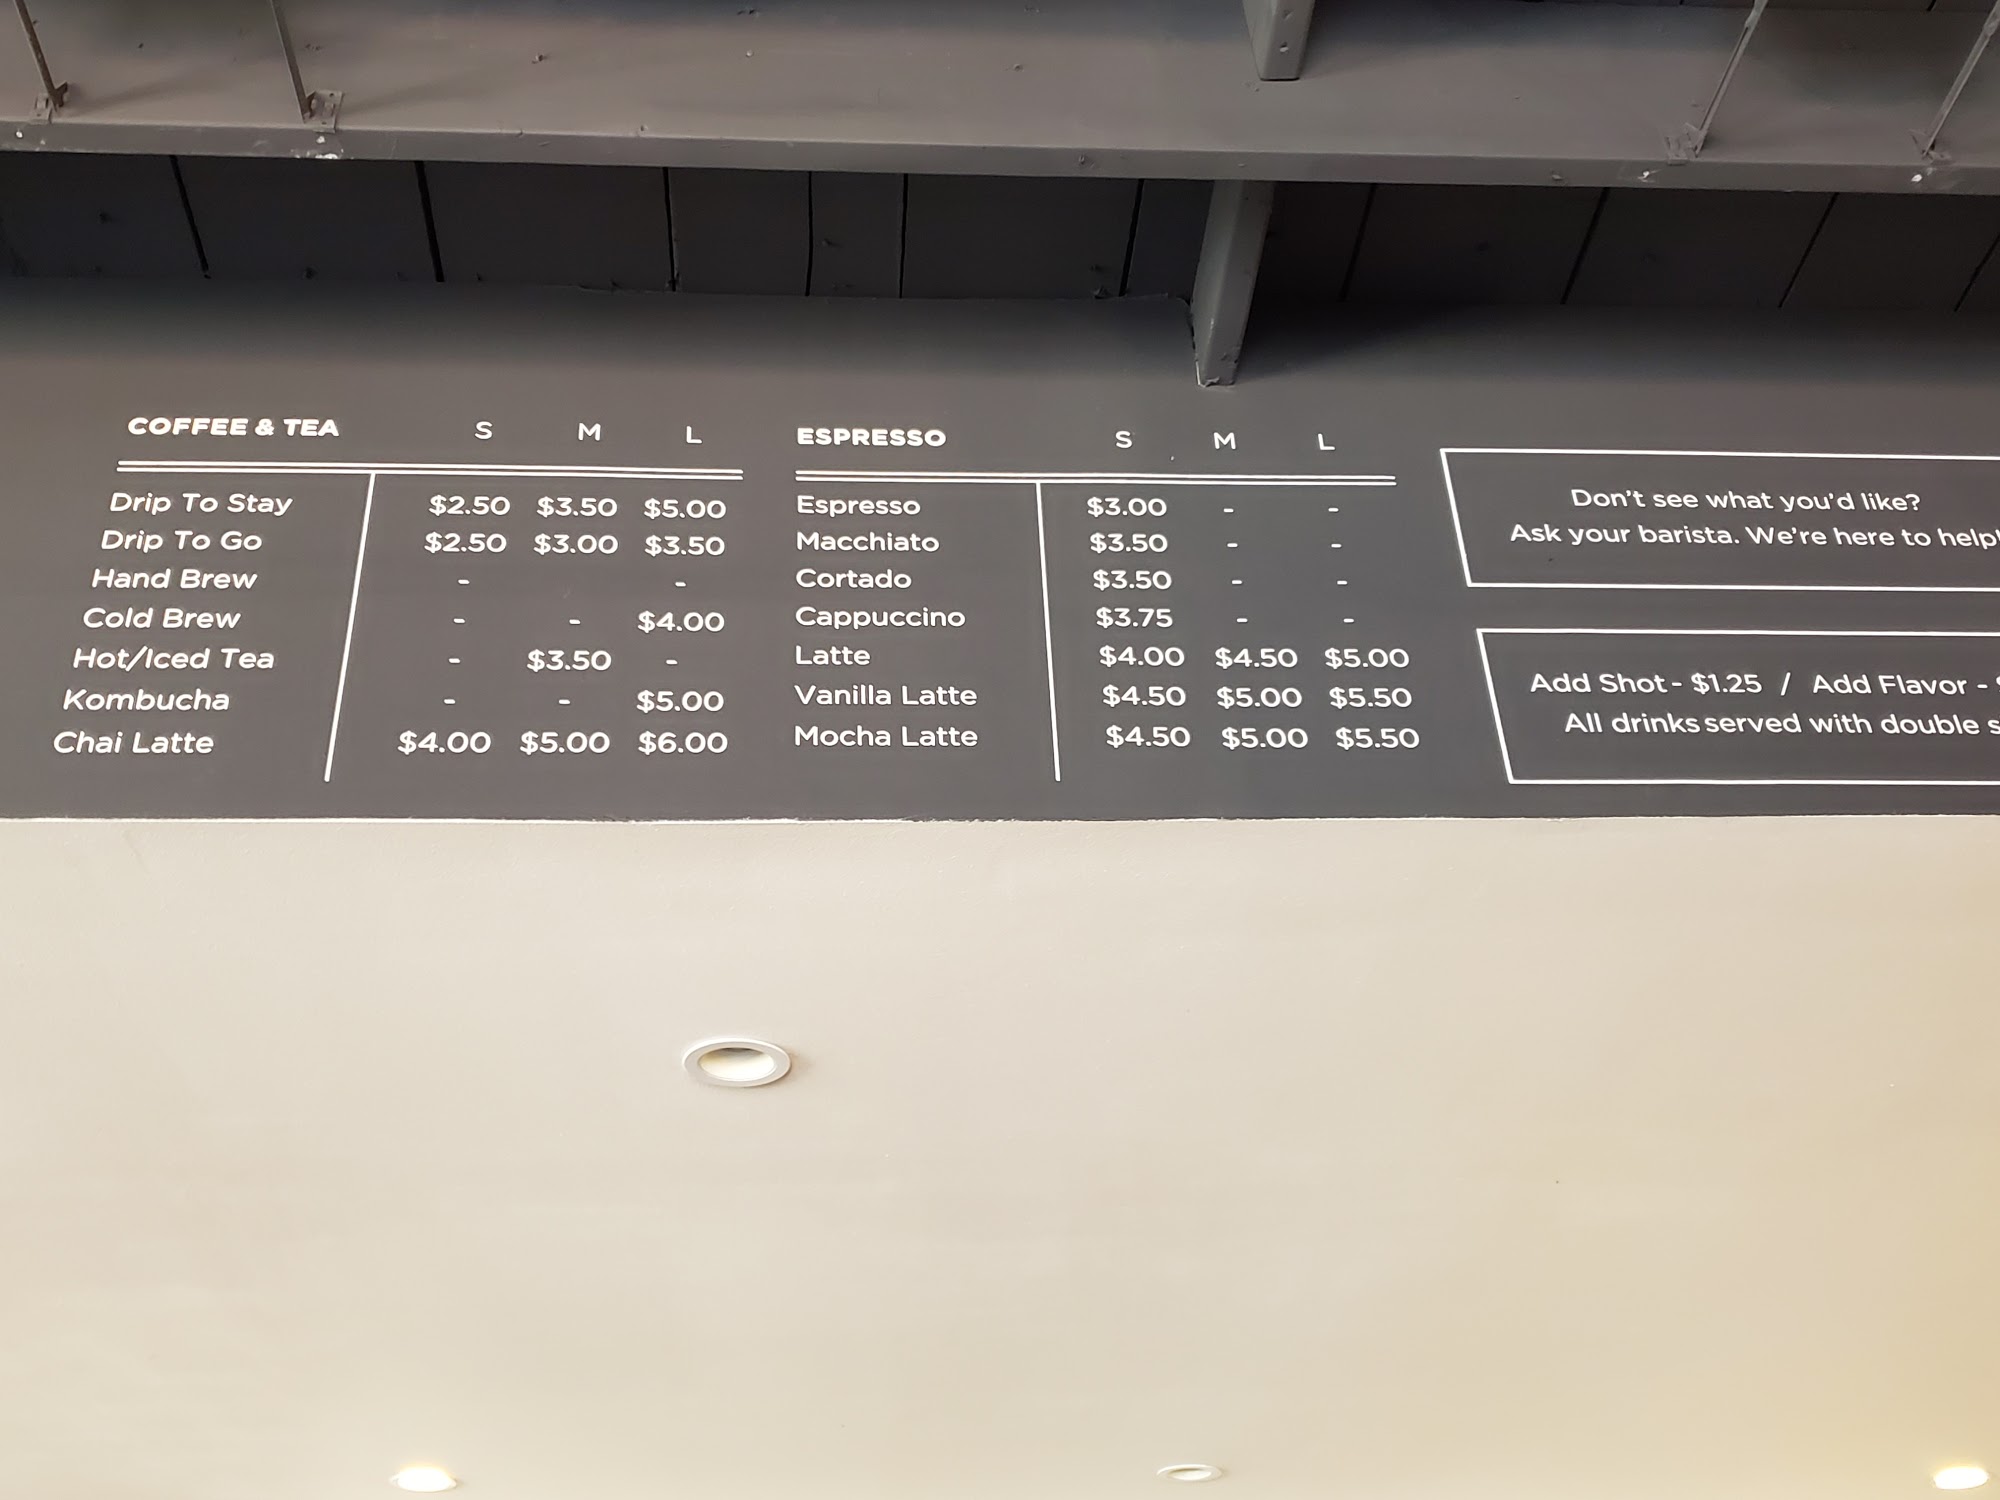 COFFEE & TEA S M L
Drip To Stay $2.50 $3.50 $5.00
Drip To Go $2.50 $3.00 $3.50
Hand Brew - -
Cold Brew - - $4.00
Hot/Iced Tea - $3.50 -
Kombucha - - $5.00
Chai Latte $4.00 $5.00 $6.00
ESPRESSO S M L
Espresso $3.00 - -
Macchiato $3.50 - -
Cortado $3.50 - -
Cappuccino $3.75 - -
Latte $4.00 $4.50 $5.00
Vanilla Latte $4.50 $5.00 $5.50
Mocha Latte $4.50 $5.00 $5.50
Don't see what you'd like?
Ask your barista. We're here to help!
Add Shot - $1.25 / Add Flavor -
All drinks served with double